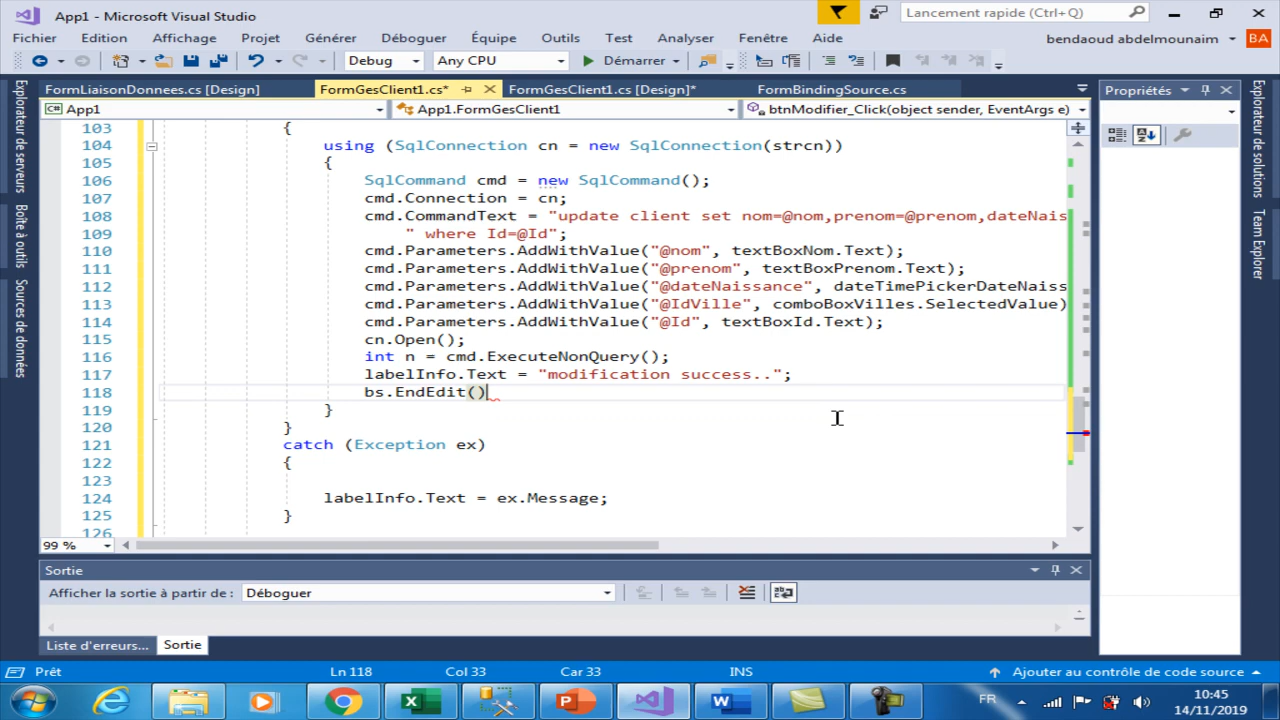 App1 - Microsoft Visual Studio
Lancement rapide (Ctrl+Q)
Fichier Edition Affichage Projet Générer Déboguer Équipe Outils Test Analyser Fenêtre Aide bendaoud abdelmounaim BA
Debug Any CPU Démarrer
FormLiaisonDonnees.cs [Design] FormGesClient1.cs* FormGesClient1.cs [Design]* FormBindingSource.cs
App1 App1.FormGesClient1 btnModifier_Click(object sender, EventArgs e)
Propriétés
Explorateur de serveurs
Boîte à outils
Sources de données
Explorateur de solutions
Team Explorer
103 {
104 using (SqlConnection cn = new SqlConnection(strcn))
105 {
106 SqlCommand cmd = new SqlCommand();
107 cmd.Connection = cn;
108 cmd.CommandText = "update client set nom=@nom,prenom=@prenom,dateNais
109 " where Id=@Id";
110 cmd.Parameters.AddWithValue("@nom", textBoxNom.Text);
111 cmd.Parameters.AddWithValue("@prenom", textBoxPrenom.Text);
112 cmd.Parameters.AddWithValue("@dateNaissance", dateTimePickerDateNaiss
113 cmd.Parameters.AddWithValue("@IdVille", comboBoxVilles.SelectedValue)
114 cmd.Parameters.AddWithValue("@Id", textBoxId.Text);
115 cn.Open();
116 int n = cmd.ExecuteNonQuery();
117 labelInfo.Text = "modification success..";
118 bs.EndEdit()
119 }
120 }
121 catch (Exception ex)
122 {
123
124 labelInfo.Text = ex.Message;
125 }
126
99 %
Sortie
Afficher la sortie à partir de : Déboguer
Liste d'erreurs... Sortie
Prêt Ln 118 Col 33 Car 33 INS Ajouter au contrôle de code source
FR 10:45
14/11/2019